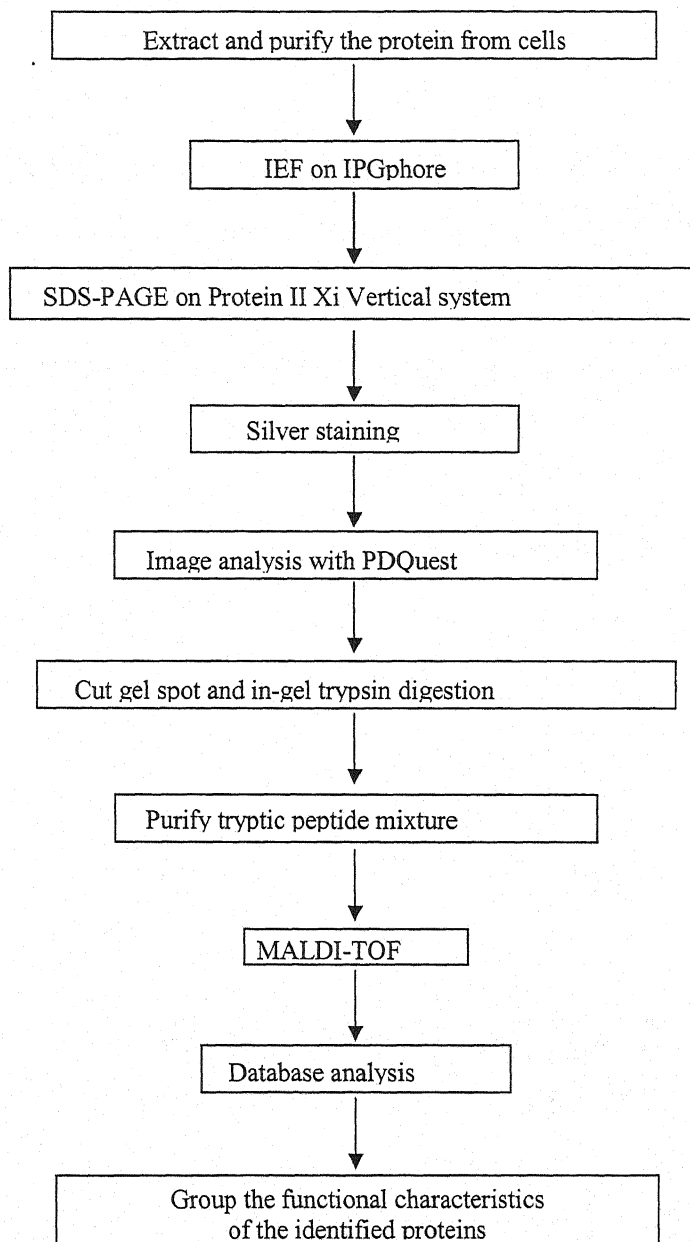 Extract and purify the protein from cells
IEF on IPGphore
SDS-PAGE on Protein II Xi Vertical system
Silver staining
Image analysis with PDQuest
Cut gel spot and in-gel trypsin digestion
Purify tryptic peptide mixture
MALDI-TOF
Database analysis
Group the functional characteristics
of the identified proteins